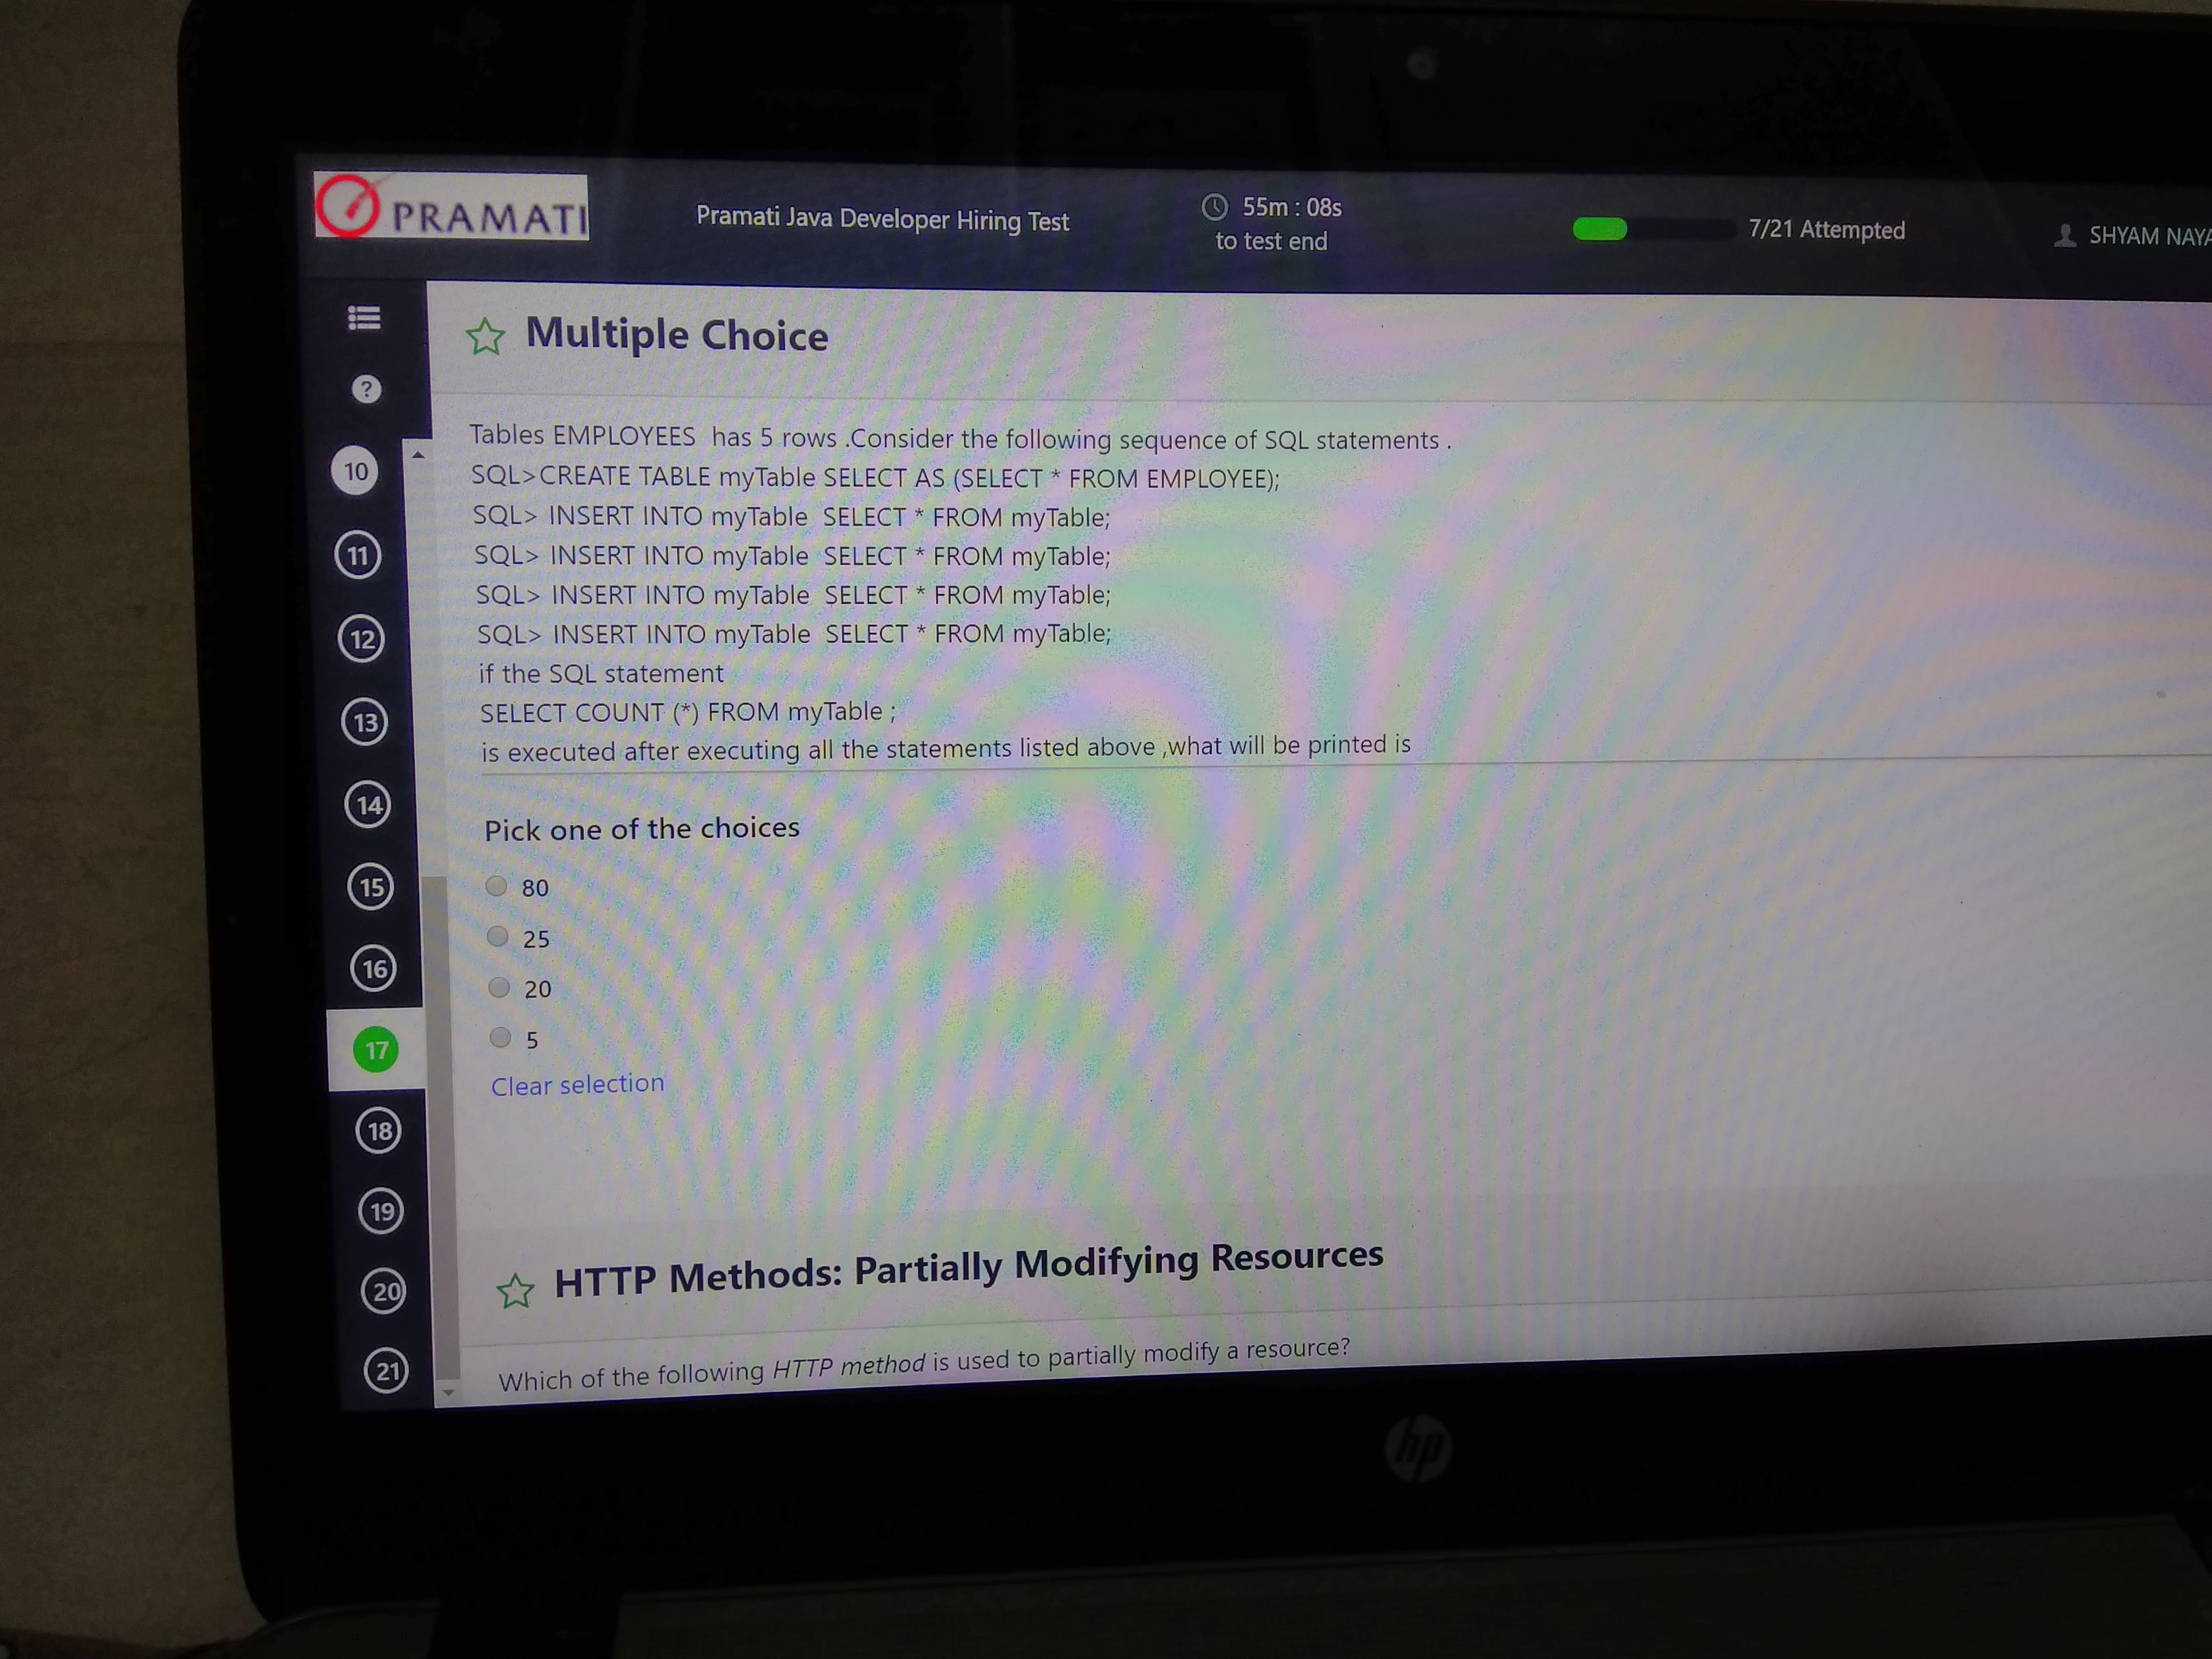 PRAMATI
Pramati Java Developer Hiring Test
55m : 08s
to test end
7/21 Attempted
SHYAM NAYA
Multiple Choice
?
Tables EMPLOYEES has 5 rows .Consider the following sequence of SQL statements .
SQL>CREATE TABLE myTable SELECT AS (SELECT * FROM EMPLOYEE);
SQL> INSERT INTO myTable SELECT * FROM myTable;
SQL> INSERT INTO myTable SELECT * FROM myTable;
SQL> INSERT INTO myTable SELECT * FROM myTable;
SQL> INSERT INTO myTable SELECT * FROM myTable;
if the SQL statement
SELECT COUNT (*) FROM myTable ;
is executed after executing all the statements listed above ,what will be printed is
Pick one of the choices
80
25
20
5
Clear selection
HTTP Methods: Partially Modifying Resources
Which of the following HTTP method is used to partially modify a resource?
10
11
12
13
14
15
16
17
18
19
20
21
hp